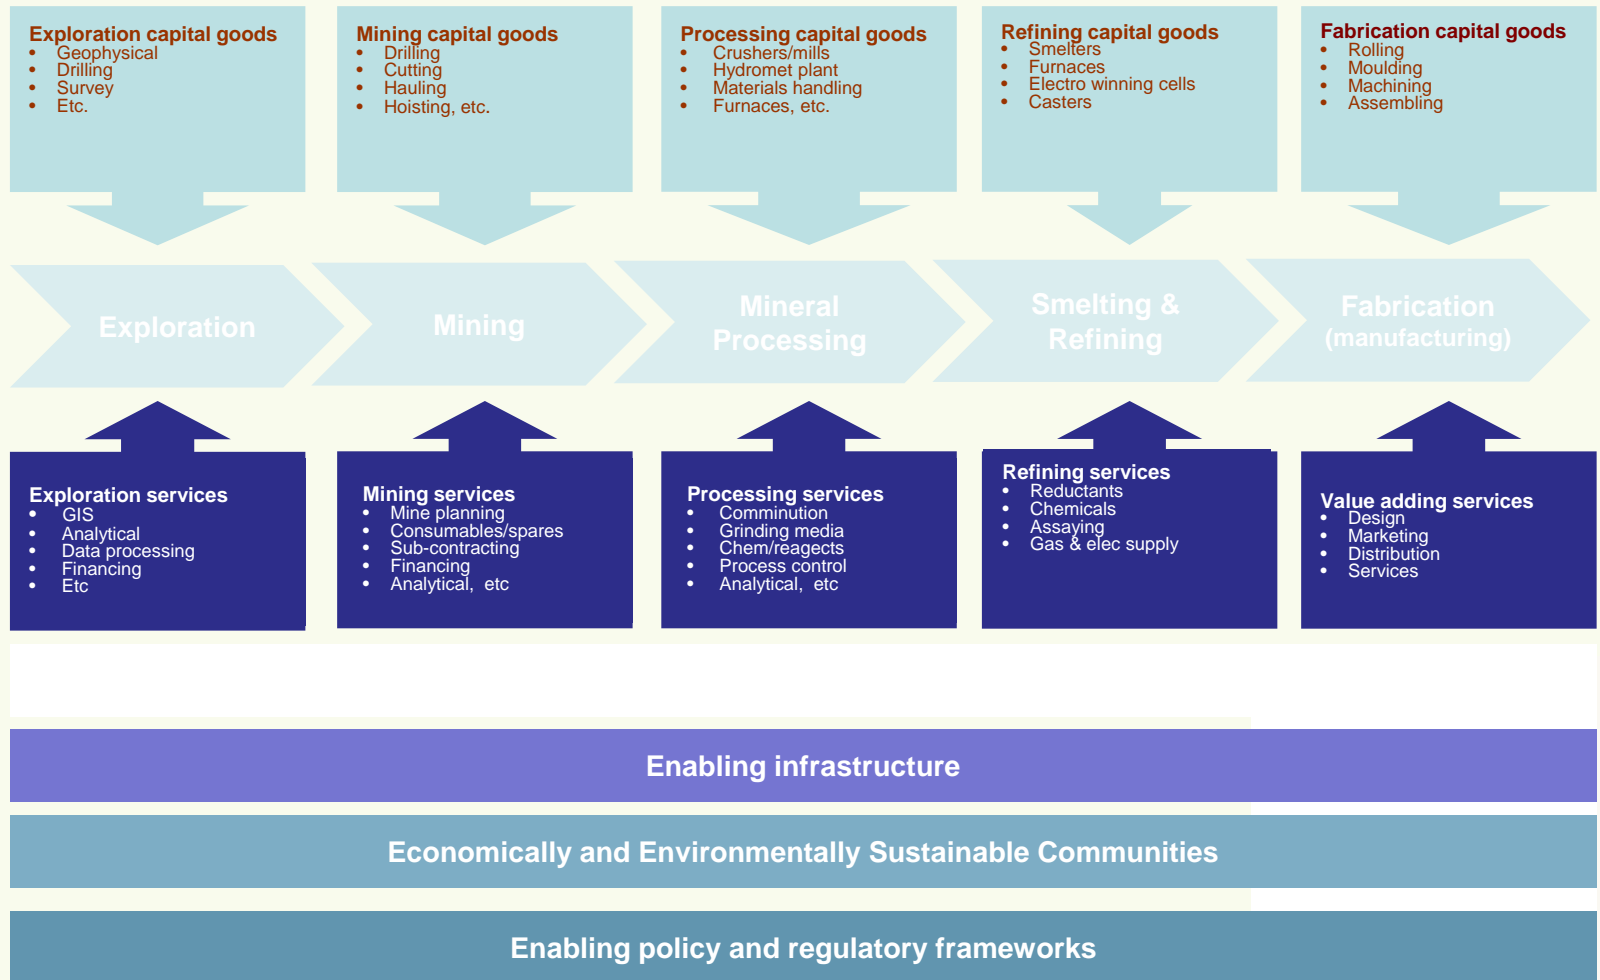 Exploration capital goods
• Geophysical
• Drilling
• Survey
• Etc.
Mining capital goods
• Drilling
• Cutting
• Hauling
• Hoisting, etc.
Processing capital goods
• Crushers/mills
• Hydromet plant
• Materials handling
• Furnaces, etc.
Refining capital goods
• Smelters
• Furnaces
• Electro winning cells
• Casters
Fabrication capital goods
• Rolling
• Moulding
• Machining
• Assembling
Exploration
Mining
Mineral
Processing
Smelting &
Refining
Fabrication
(manufacturing)
Exploration services
• GIS
• Analytical
• Data processing
• Financing
• Etc
Mining services
• Mine planning
• Consumables/spares
• Sub-contracting
• Financing
• Analytical, etc
Processing services
• Comminution
• Grinding media
• Chem/reagects
• Process control
• Analytical, etc
Refining services
• Reductants
• Chemicals
• Assaying
• Gas & elec supply
Value adding services
• Design
• Marketing
• Distribution
• Services
Enabling infrastructure
Economically and Environmentally Sustainable Communities
Enabling policy and regulatory frameworks